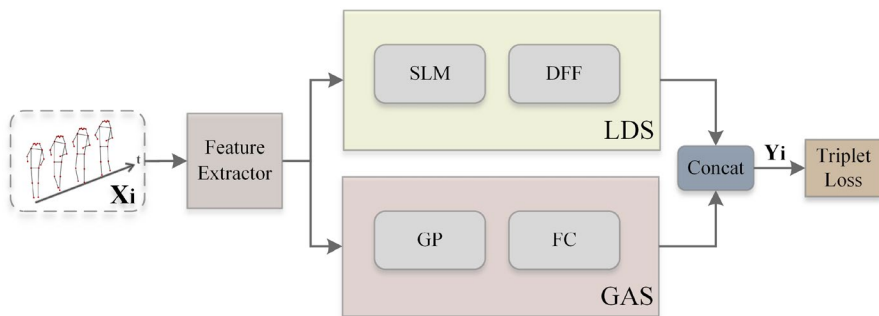 t
Xi
Feature
Extractor
SLM
DFF
LDS
GP
FC
GAS
Concat
Yi
Triplet
Loss